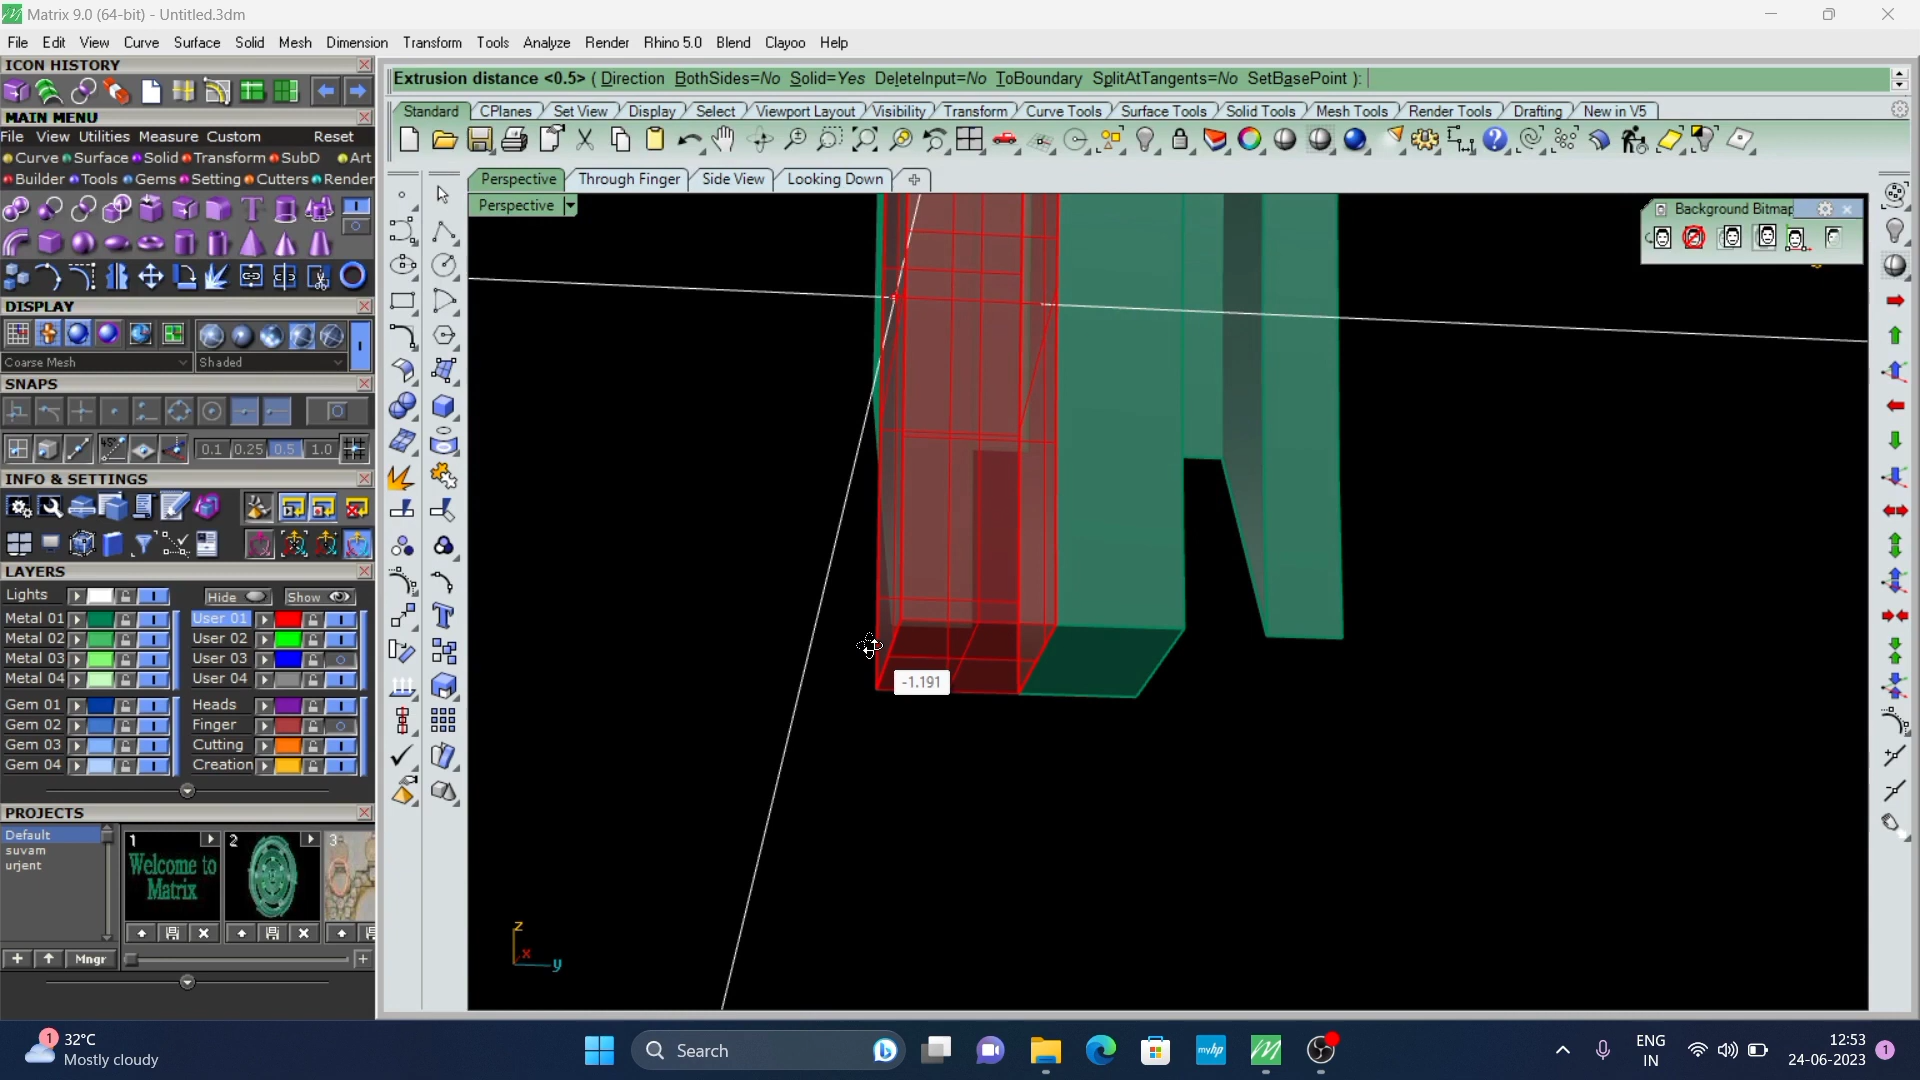 Matrix 9.0 (64-bit) - Untitled.3dm
File Edit View Curve Surface Solid Mesh Dimension Transform Tools Analyze Render Rhino 5.0 Blend Clayoo Help
ICON HISTORY
Extrusion distance <0.5> ( Direction BothSides=No Solid=Yes DeleteInput=No ToBoundary SplitAtTangents=No SetBasePoint ):
Standard CPlanes Set View Display Select Viewport Layout Visibility Transform Curve Tools Surface Tools Solid Tools Mesh Tools Render Tools Drafting New in V5
MAIN MENU
File View Utilities Measure Custom Reset
Curve Surface Solid Transform SubD Art
Builder Tools Gems Setting Cutters Render
Perspective Through Finger Side View Looking Down
Perspective
Background Bitmap
DISPLAY
Coarse Mesh Shaded
SNAPS
0.1 0.25 0.5 1.0
INFO & SETTINGS
LAYERS
Lights Hide Show
Metal 01 User 01
Metal 02 User 02
Metal 03 User 03
Metal 04 User 04
Gem 01 Heads
Gem 02 Finger
Gem 03 Cutting
Gem 04 Creation
-1.191
PROJECTS
Default
suvam
urjent
1 2 3
Welcome to
Matrix
Mngr
z
x
y
1 32°C
Mostly cloudy
Search
myhp
ENG
IN
12:53
24-06-2023
1